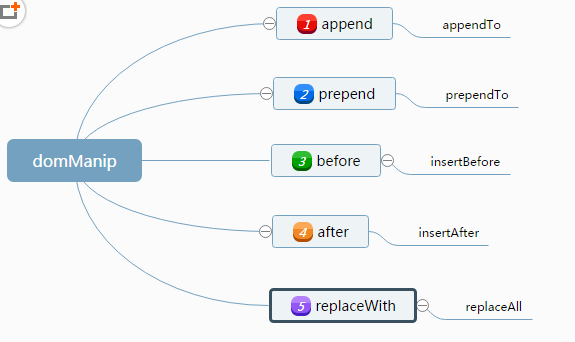 1 append appendTo
2 prepend prependTo
domManip 3 before insertBefore
4 after insertAfter
5 replaceWith replaceAll